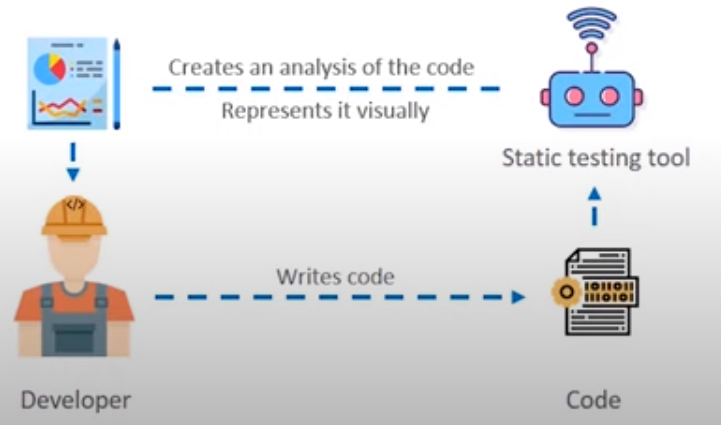 Creates an analysis of the code
Represents it visually
Static testing tool
</>
Writes code
Developer
Code